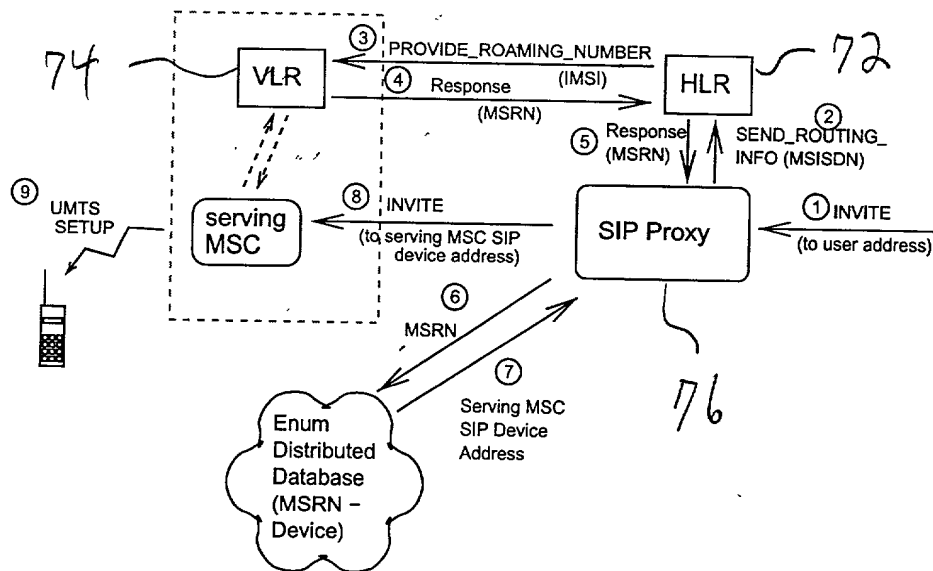 74
VLR
③
PROVIDE_ROAMING_NUMBER
(IMSI)
④
Response
(MSRN)
HLR
72
⑤
Response
(MSRN)
②
SEND_ROUTING_
INFO (MSISDN)
⑨
UMTS
SETUP
serving
MSC
⑧
INVITE
(to serving MSC SIP
device address)
SIP Proxy
①
INVITE
(to user address)
76
⑥
MSRN
⑦
Serving MSC
SIP Device
Address
Enum
Distributed
Database
(MSRN –
Device)